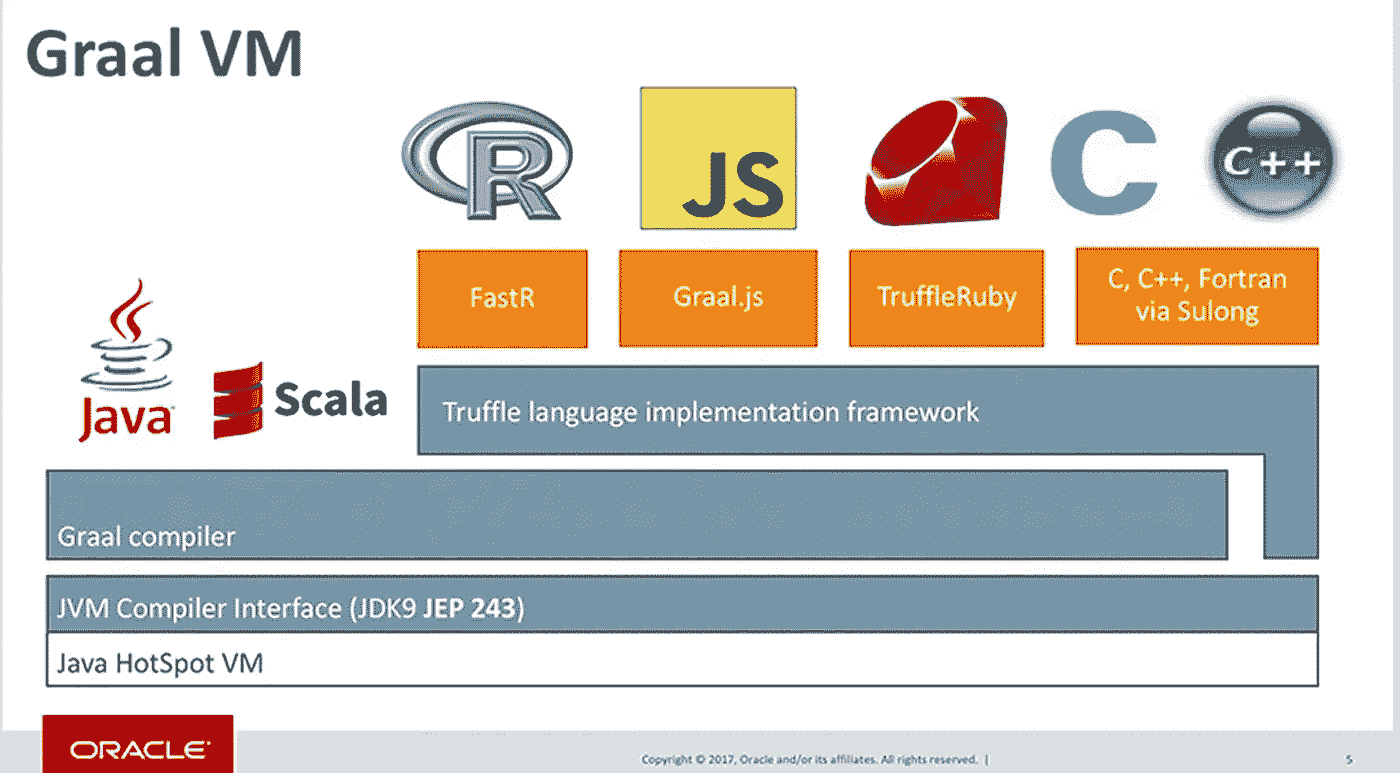 Graal VM
R
JS
C
C++
FastR
Graal.js
TruffleRuby
C, C++, Fortran
via Sulong
Java
Scala
Truffle language implementation framework
Graal compiler
JVM Compiler Interface (JDK9 JEP 243)
Java HotSpot VM
ORACLE
Copyright © 2017, Oracle and/or its affiliates. All rights reserved. |
5